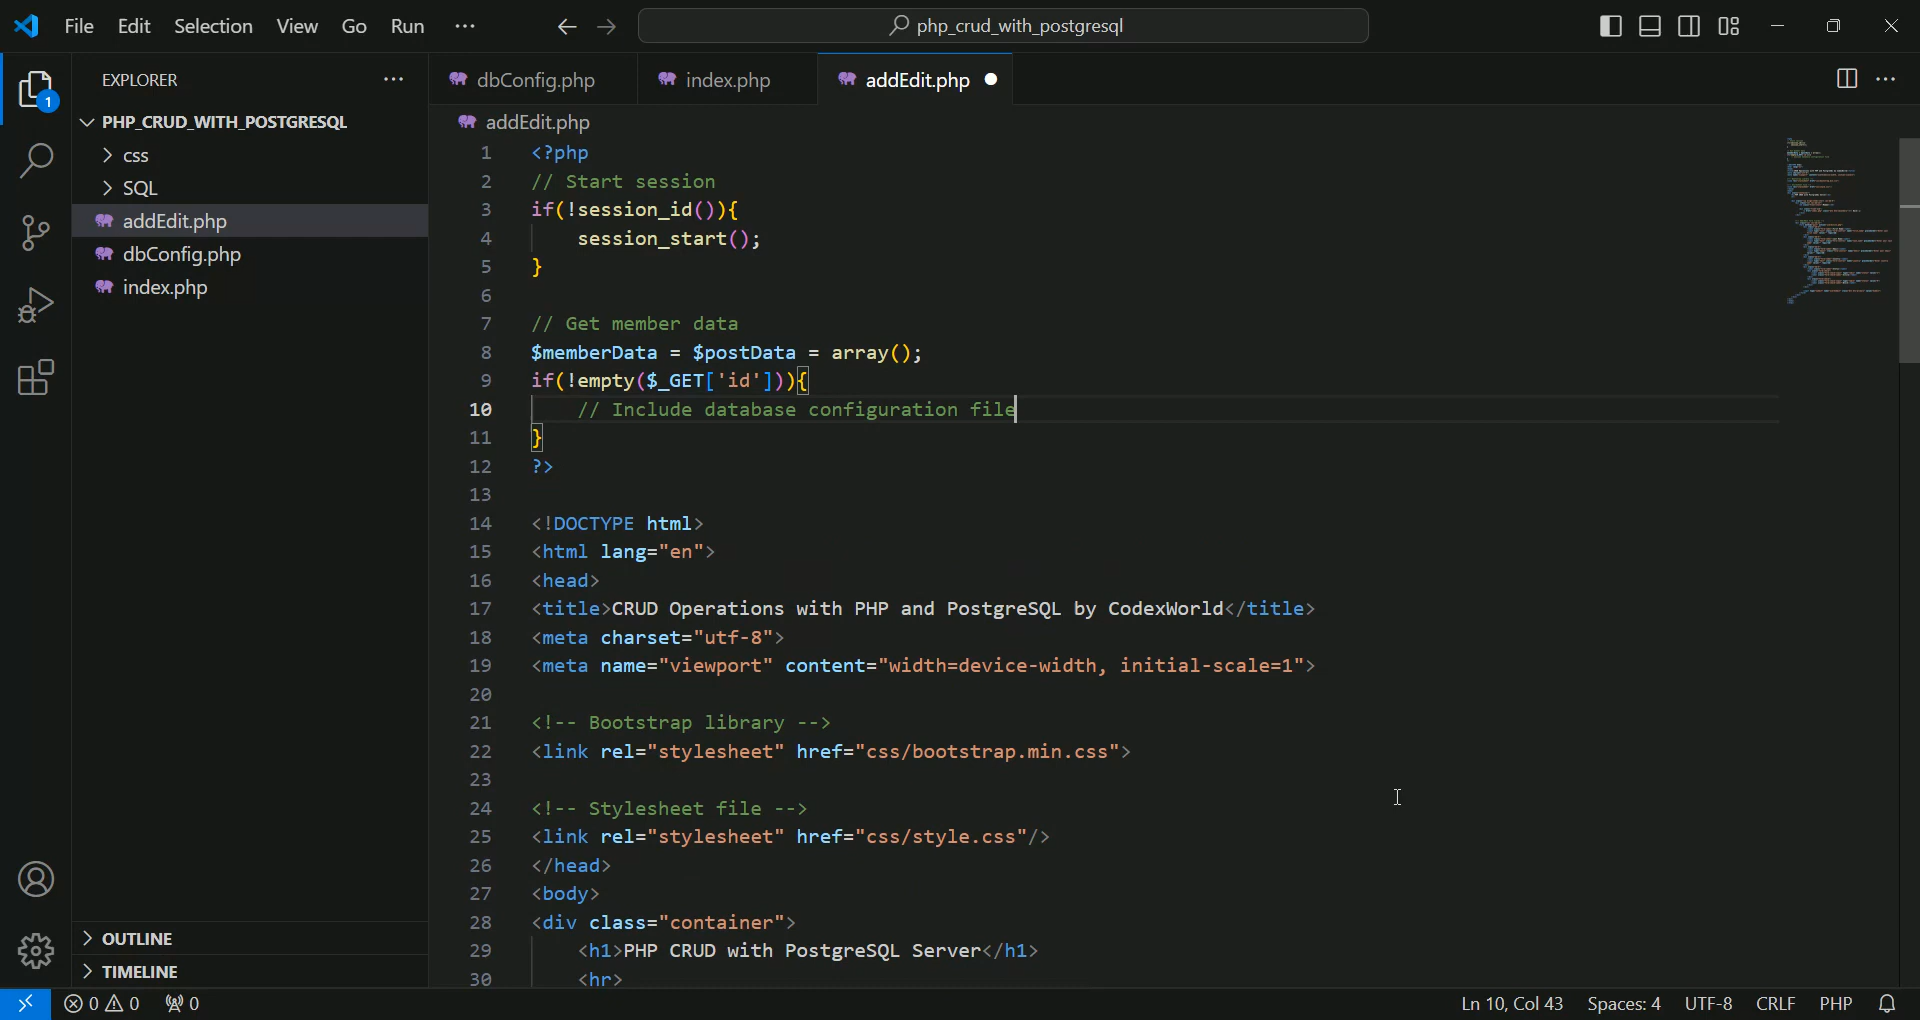 File Edit Selection View Go Run ··· ← → php_crud_with_postgresql
EXPLORER ···
PHP_CRUD_WITH_POSTGRESQL
css
SQL
addEdit.php
dbConfig.php
index.php
OUTLINE
TIMELINE
dbConfig.php index.php addEdit.php
addEdit.php
1 <?php
2 // Start session
3 if(!session_id()){
4 session_start();
5 }
6
7 // Get member data
8 $memberData = $postData = array();
9 if(!empty($_GET['id'])){
10 // Include database configuration file
11 }
12 ?>
13
14 <!DOCTYPE html>
15 <html lang="en">
16 <head>
17 <title>CRUD Operations with PHP and PostgreSQL by CodexWorld</title>
18 <meta charset="utf-8">
19 <meta name="viewport" content="width=device-width, initial-scale=1">
20
21 <!-- Bootstrap library -->
22 <link rel="stylesheet" href="css/bootstrap.min.css">
23
24 <!-- Stylesheet file -->
25 <link rel="stylesheet" href="css/style.css"/>
26 </head>
27 <body>
28 <div class="container">
29 <h1>PHP CRUD with PostgreSQL Server</h1>
30 <hr>
0 0 0 Ln 10, Col 43 Spaces: 4 UTF-8 CRLF PHP